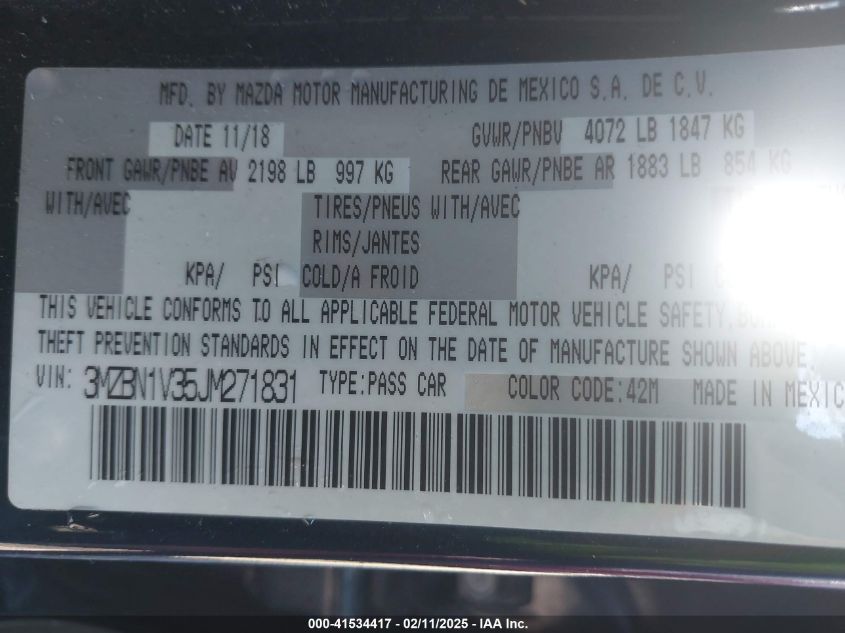 MFD. BY MAZDA MOTOR MANUFACTURING DE MEXICO S.A. DE C.V.
DATE 11/18 GVWR/PNBV 4072 LB 1847 KG
FRONT GAWR/PNBE AV 2198 LB 997 KG REAR GAWR/PNBE AR 1883 LB 854 KG
WITH/AVEC TIRES/PNEUS WITH/AVEC
RIMS/JANTES
KPA/ PSI COLD/A FROID KPA/ PSI
THIS VEHICLE CONFORMS TO ALL APPLICABLE FEDERAL MOTOR VEHICLE SAFETY,
THEFT PREVENTION STANDARDS IN EFFECT ON THE DATE OF MANUFACTURE SHOWN ABOVE
VIN: 3MZBN1V35JM271831 TYPE:PASS CAR COLOR CODE:42M MADE IN MEXIC
000-41534417 - 02/11/2025 - IAA Inc.